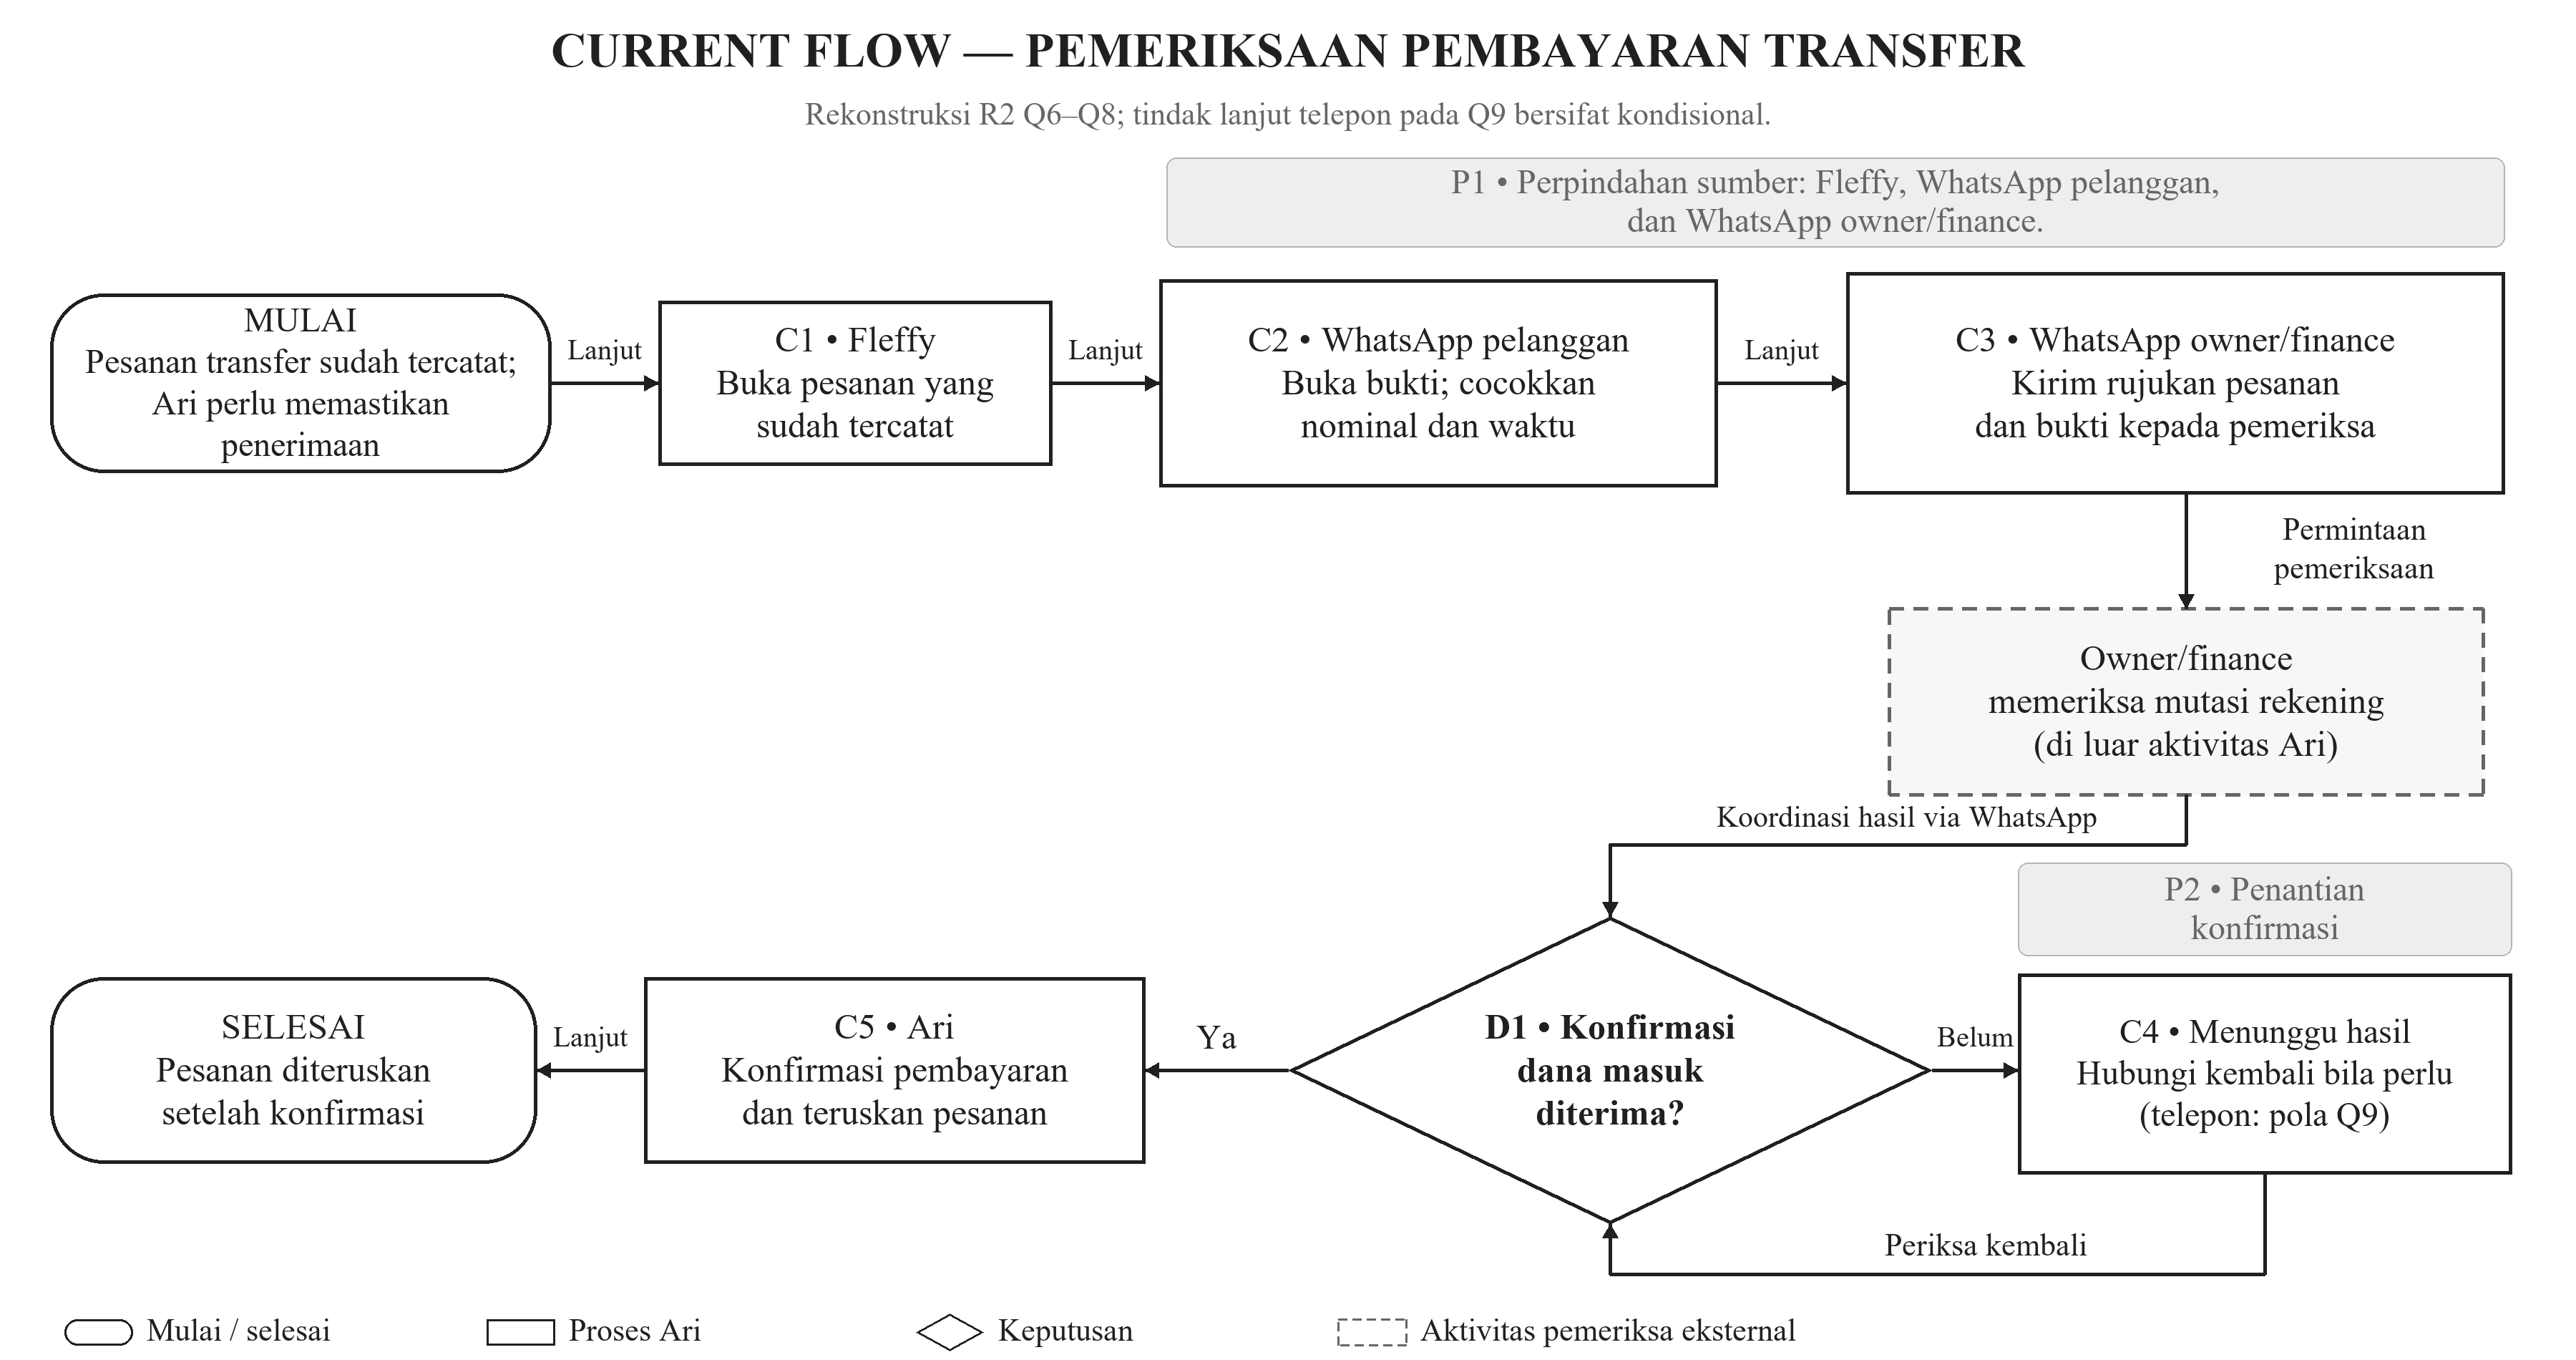 CURRENT FLOW — PEMERIKSAAN PEMBAYARAN TRANSFER
Rekonstruksi R2 Q6–Q8; tindak lanjut telepon pada Q9 bersifat kondisional.
P1 • Perpindahan sumber: Fleffy, WhatsApp pelanggan,
dan WhatsApp owner/finance.
MULAI
Pesanan transfer sudah tercatat;
Ari perlu memastikan
penerimaan
Lanjut
C1 • Fleffy
Buka pesanan yang
sudah tercatat
Lanjut
C2 • WhatsApp pelanggan
Buka bukti; cocokkan
nominal dan waktu
Lanjut
C3 • WhatsApp owner/finance
Kirim rujukan pesanan
dan bukti kepada pemeriksa
Permintaan
pemeriksaan
Owner/finance
memeriksa mutasi rekening
(di luar aktivitas Ari)
Koordinasi hasil via WhatsApp
P2 • Penantian
konfirmasi
D1 • Konfirmasi
dana masuk
diterima?
Belum
C4 • Menunggu hasil
Hubungi kembali bila perlu
(telepon: pola Q9)
Periksa kembali
Ya
C5 • Ari
Konfirmasi pembayaran
dan teruskan pesanan
Lanjut
SELESAI
Pesanan diteruskan
setelah konfirmasi
Mulai / selesai
Proses Ari
Keputusan
Aktivitas pemeriksa eksternal